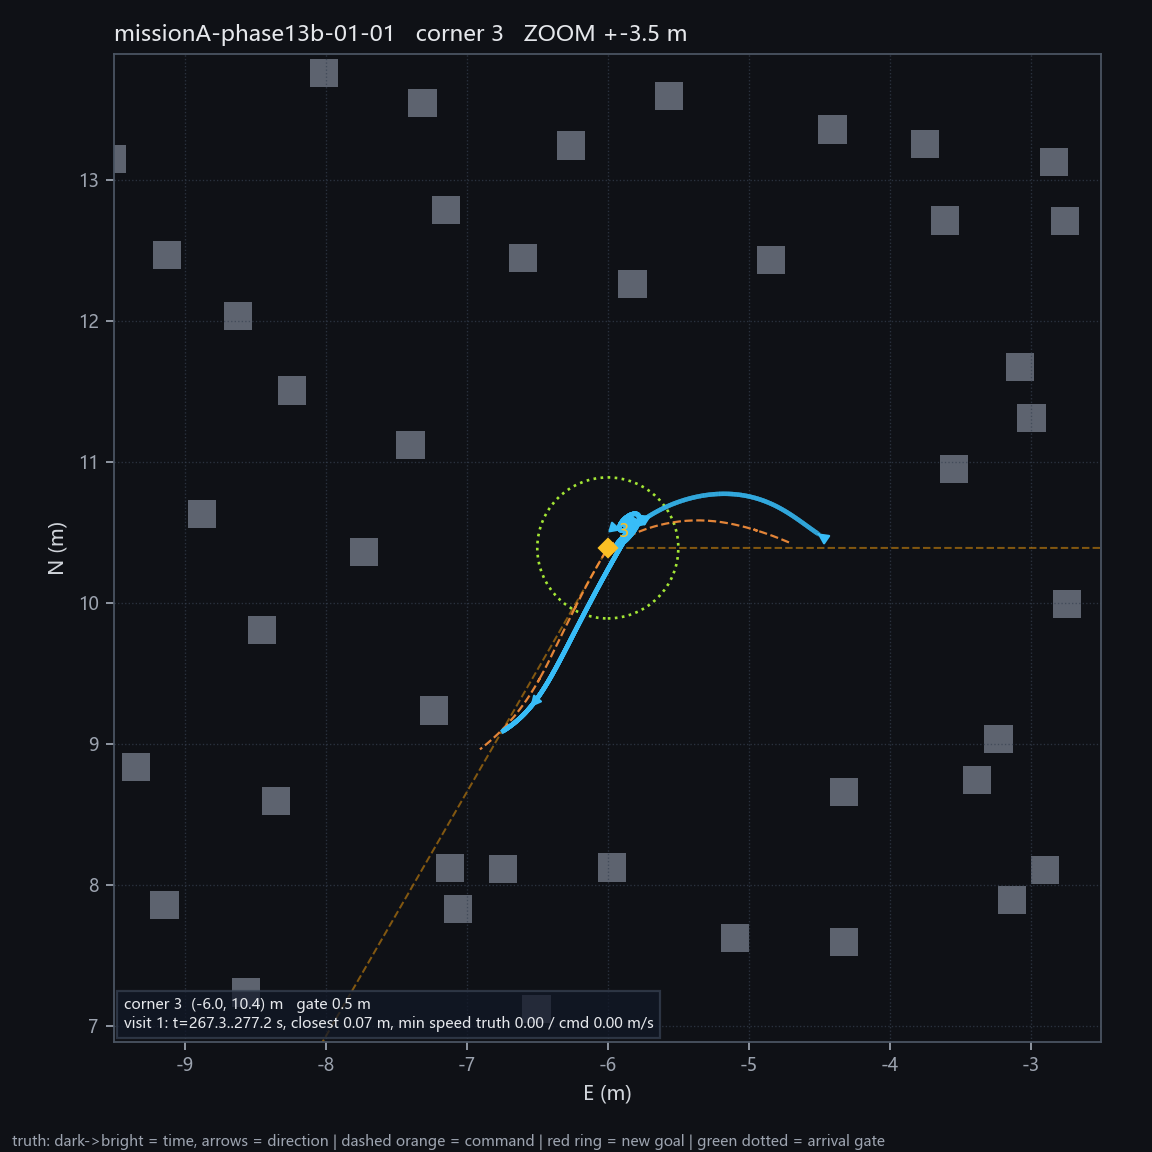 missionA-phase13b-01-01   corner 3   ZOOM +-3.5 m
13
12
11
10
9
8
7
N (m)
3
corner 3  (-6.0, 10.4) m   gate 0.5 m
visit 1: t=267.3..277.2 s, closest 0.07 m, min speed truth 0.00 / cmd 0.00 m/s
-9 -8 -7 -6 -5 -4 -3
E (m)
truth: dark->bright = time, arrows = direction | dashed orange = command | red ring = new goal | green dotted = arrival gate